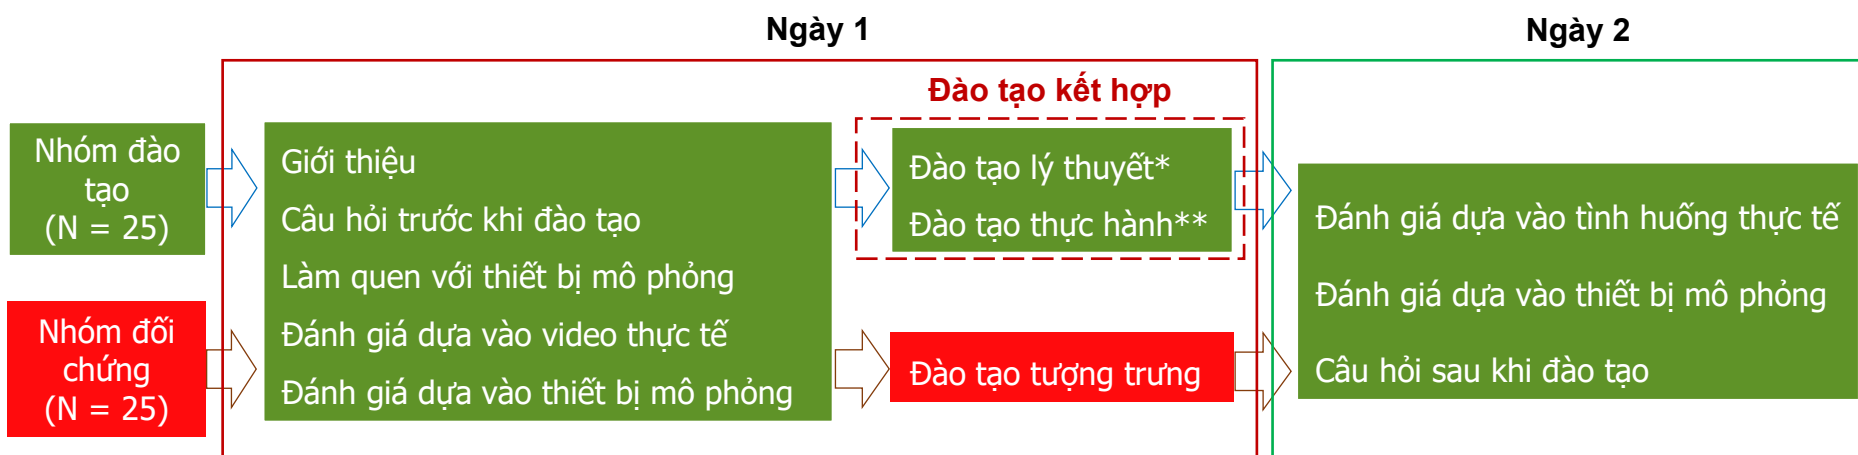 Ngày 1
Ngày 2
Đào tạo kết hợp
Nhóm đào
tạo
(N = 25)
Giới thiệu
Câu hỏi trước khi đào tạo
Làm quen với thiết bị mô phỏng
Đánh giá dựa vào video thực tế
Đánh giá dựa vào thiết bị mô phỏng
Đào tạo lý thuyết*
Đào tạo thực hành**
Đánh giá dựa vào tình huống thực tế
Đánh giá dựa vào thiết bị mô phỏng
Câu hỏi sau khi đào tạo
Nhóm đối
chứng
(N = 25)
Đào tạo tượng trưng